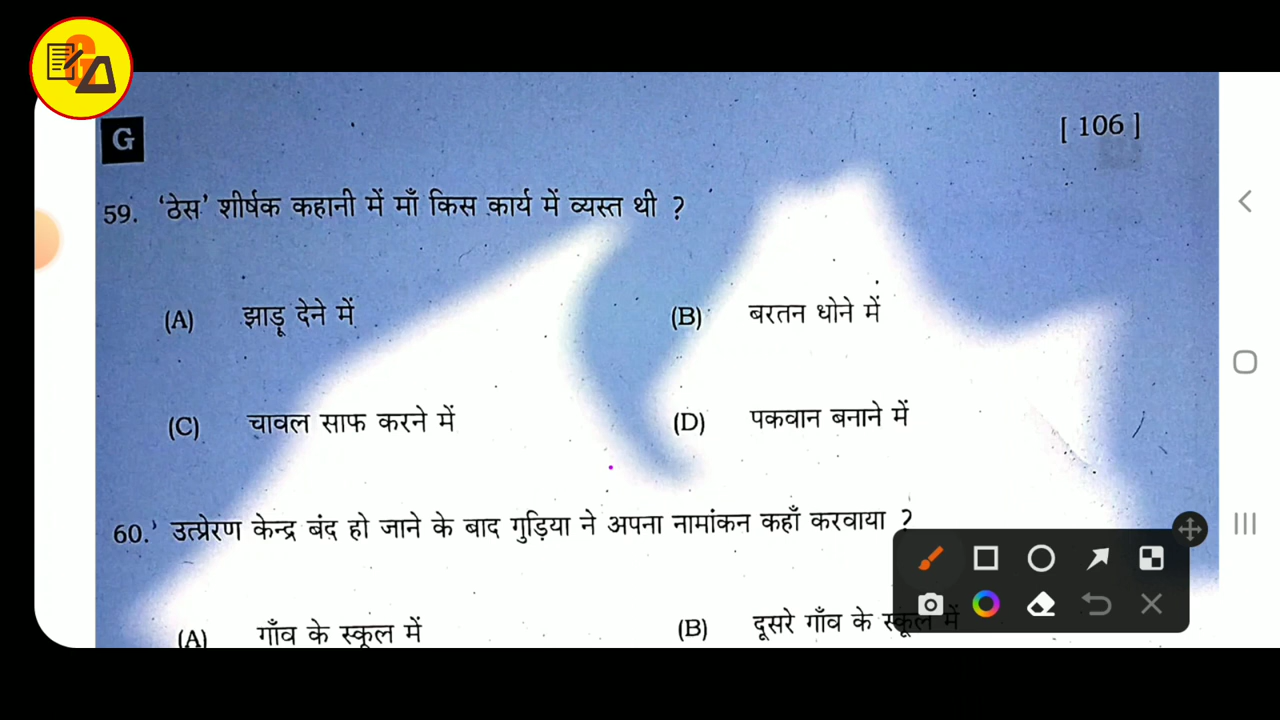 G
[ 106 ]
59. ‘ठेस’ शीर्षक कहानी में माँ किस कार्य में व्यस्त थी ?
(A) झाड़ू देने में
(B) बरतन धोने में
(C) चावल साफ करने में
(D) पकवान बनाने में
60. उत्प्रेरण केन्द्र बंद हो जाने के बाद गुड़िया ने अपना नामांकन कहाँ करवाया ?
(A) गाँव के स्कूल में
(B) दूसरे गाँव के स्कूल में